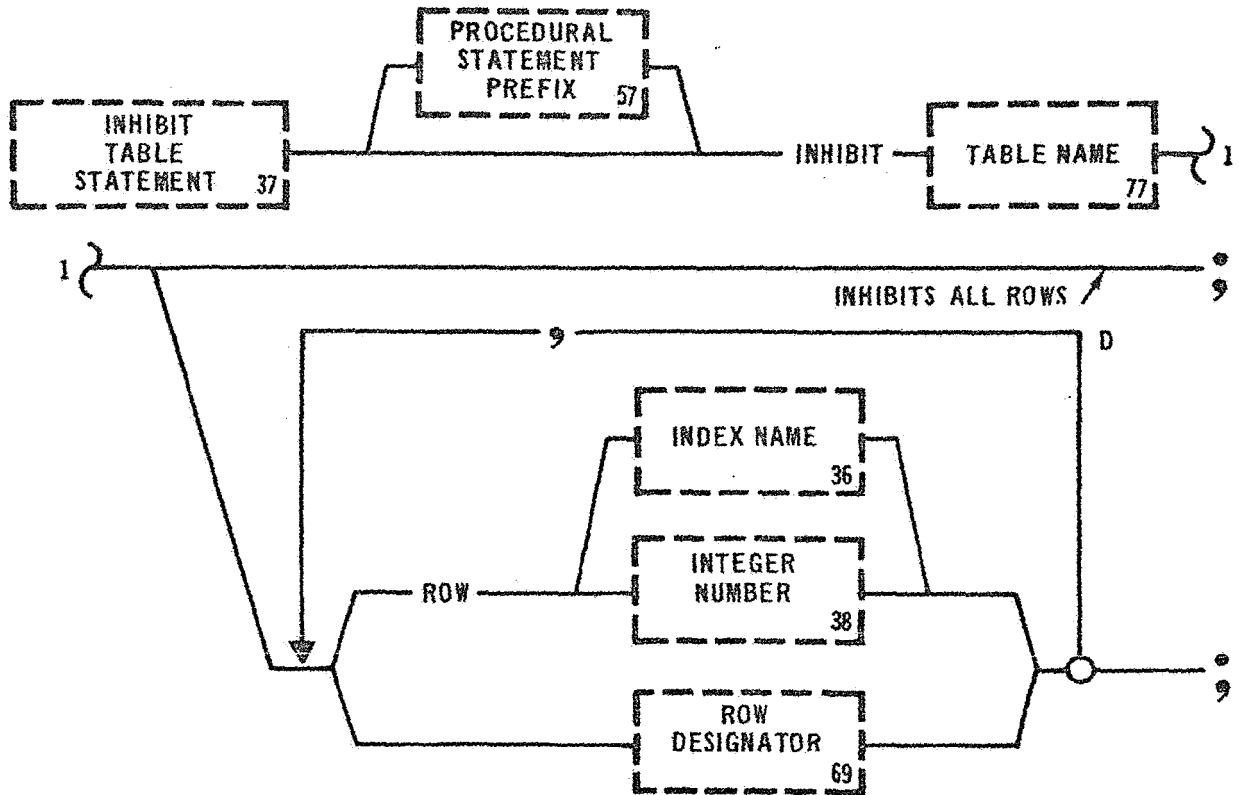 PROCEDURAL
STATEMENT
PREFIX 57
INHIBIT
TABLE
STATEMENT 37
INHIBIT
TABLE NAME
77
1
1
;
INHIBITS ALL ROWS
,
D
INDEX NAME
36
ROW
INTEGER
NUMBER
38
;
ROW
DESIGNATOR
69